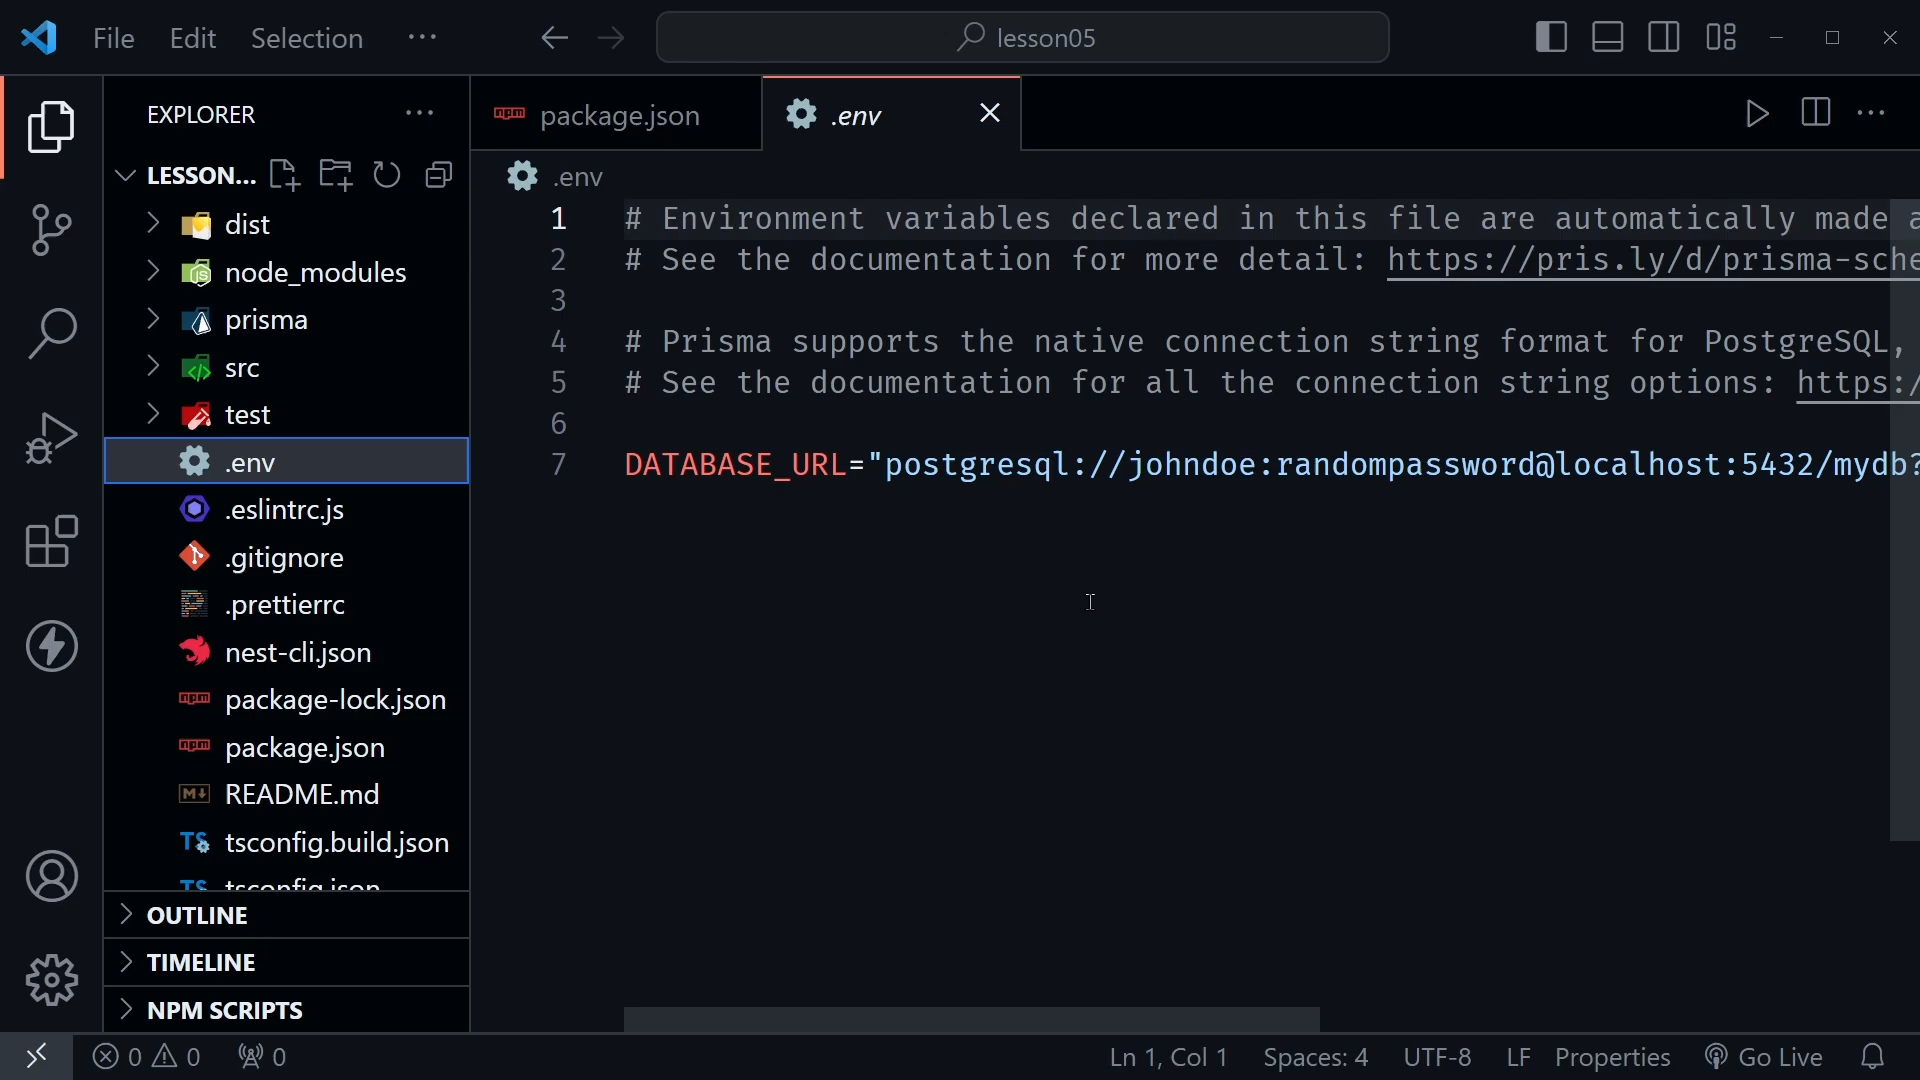 File Edit Selection ···
lesson05
EXPLORER
LESSON...
dist
node_modules
prisma
src
test
.env
.eslintrc.js
.gitignore
.prettierrc
nest-cli.json
package-lock.json
package.json
README.md
tsconfig.build.json
tsconfig.json
OUTLINE
TIMELINE
NPM SCRIPTS
package.json
.env
.env
1 # Environment variables declared in this file are automatically made a
2 # See the documentation for more detail: https://pris.ly/d/prisma-sche
3
4 # Prisma supports the native connection string format for PostgreSQL,
5 # See the documentation for all the connection string options: https:/
6
7 DATABASE_URL="postgresql://johndoe:randompassword@localhost:5432/mydb?
0 0 0
Ln 1, Col 1 Spaces: 4 UTF-8 LF Properties Go Live